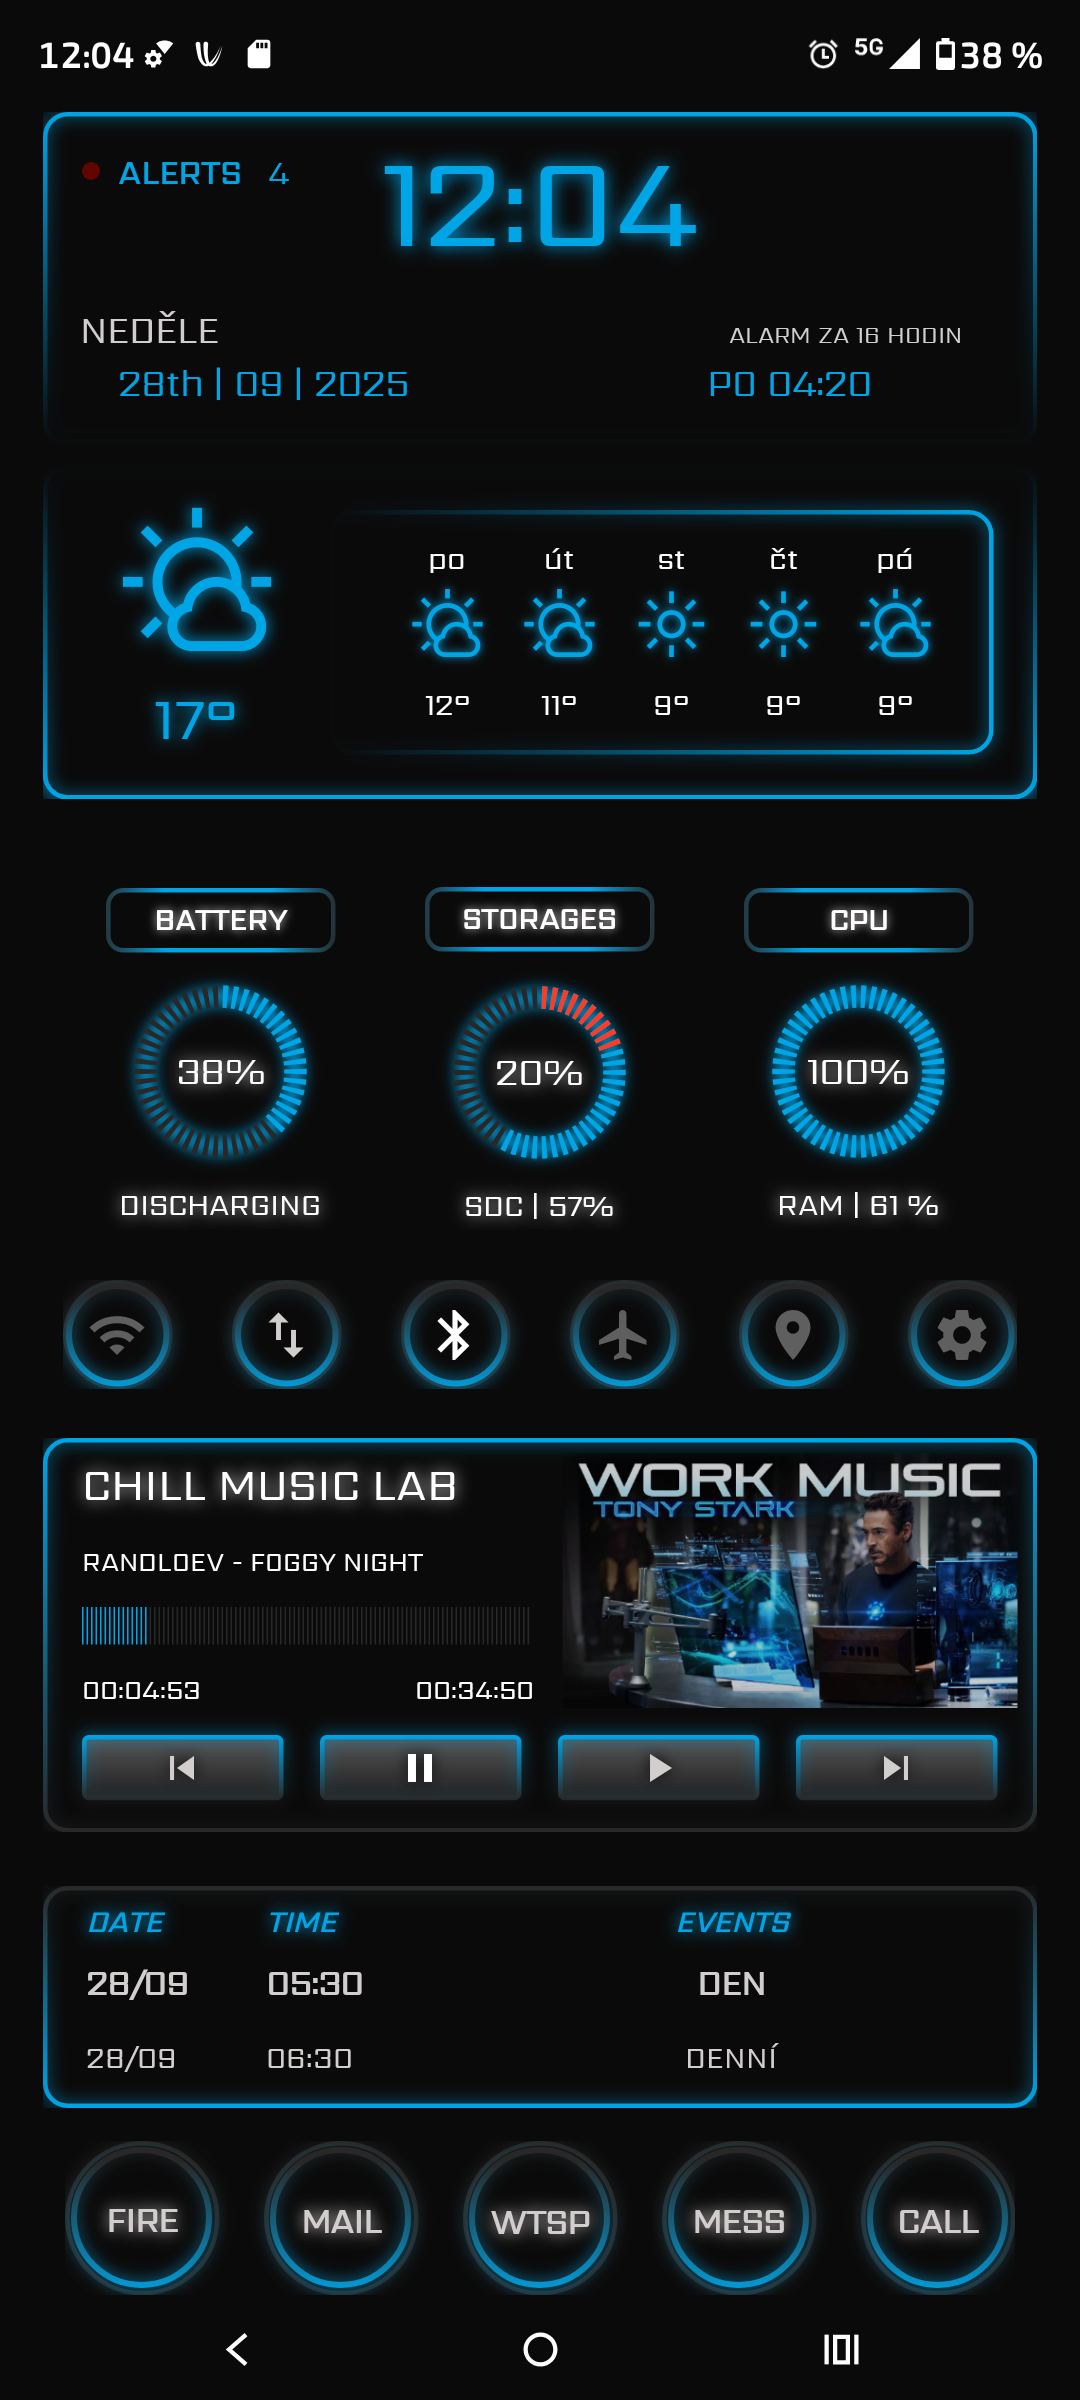 12:04
5G 38 %
ALERTS 4
12:04
NEDĚLE
ALARM ZA 16 HODIN
28th | 09 | 2025
PO 04:20
po út st čt pá
17°
12° 11° 9° 9° 9°
BATTERY STORAGES CPU
38% 20% 100%
DISCHARGING SDC | 57% RAM | 61 %
CHILL MUSIC LAB
WORK MUSIC
TONY STARK
RANDLOEV - FOGGY NIGHT
00:04:53 00:34:50
DATE TIME EVENTS
28/09 05:30 DEN
28/09 06:30 DENNÍ
FIRE MAIL WTSP MESS CALL